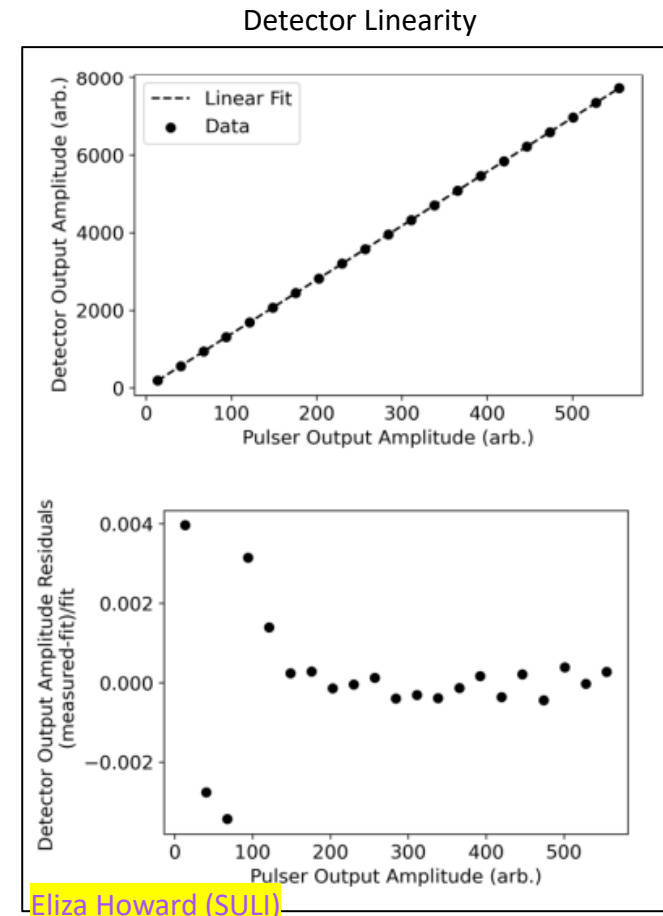 Detector Linearity
8000
6000
4000
2000
0
Detector Output Amplitude (arb.)
Linear Fit
Data
0 100 200 300 400 500
Pulser Output Amplitude (arb.)
0.004
0.002
0.000
−0.002
Detector Output Amplitude Residuals
(measured-fit)/fit
0 100 200 300 400 500
Pulser Output Amplitude (arb.)
Eliza Howard (SULI)